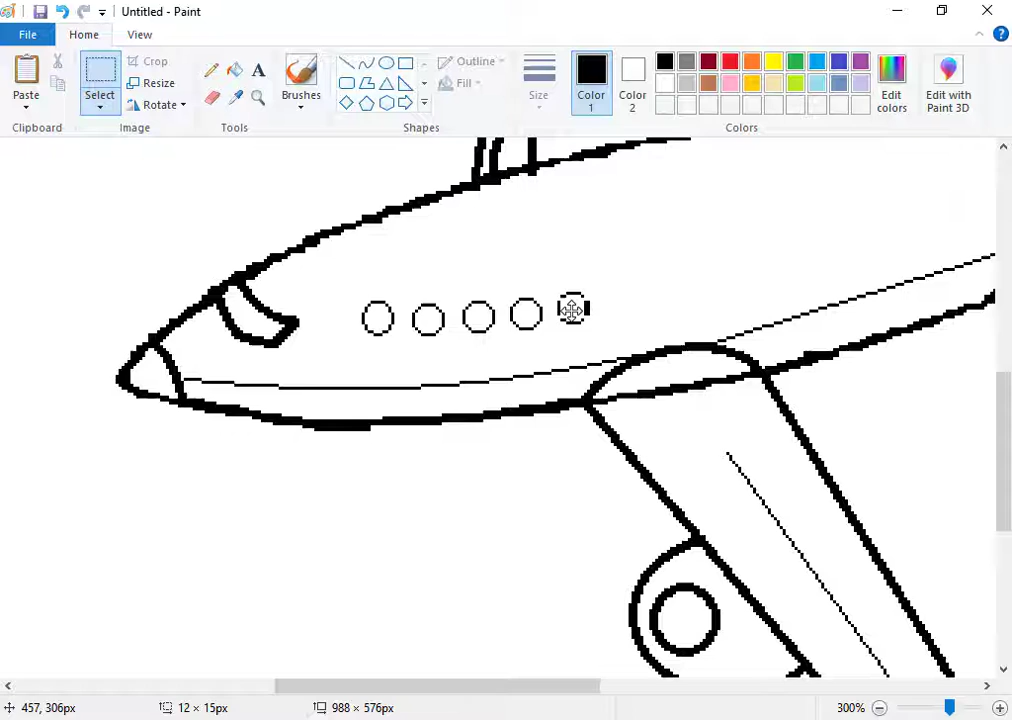 Untitled - Paint
File Home View
Paste
Select
Crop
Resize
Rotate
Brushes
Outline
Fill
Size
Color 1
Color 2
Edit colors
Edit with Paint 3D
Clipboard Image Tools Shapes Colors
457, 306px 12 × 15px 988 × 576px 300%